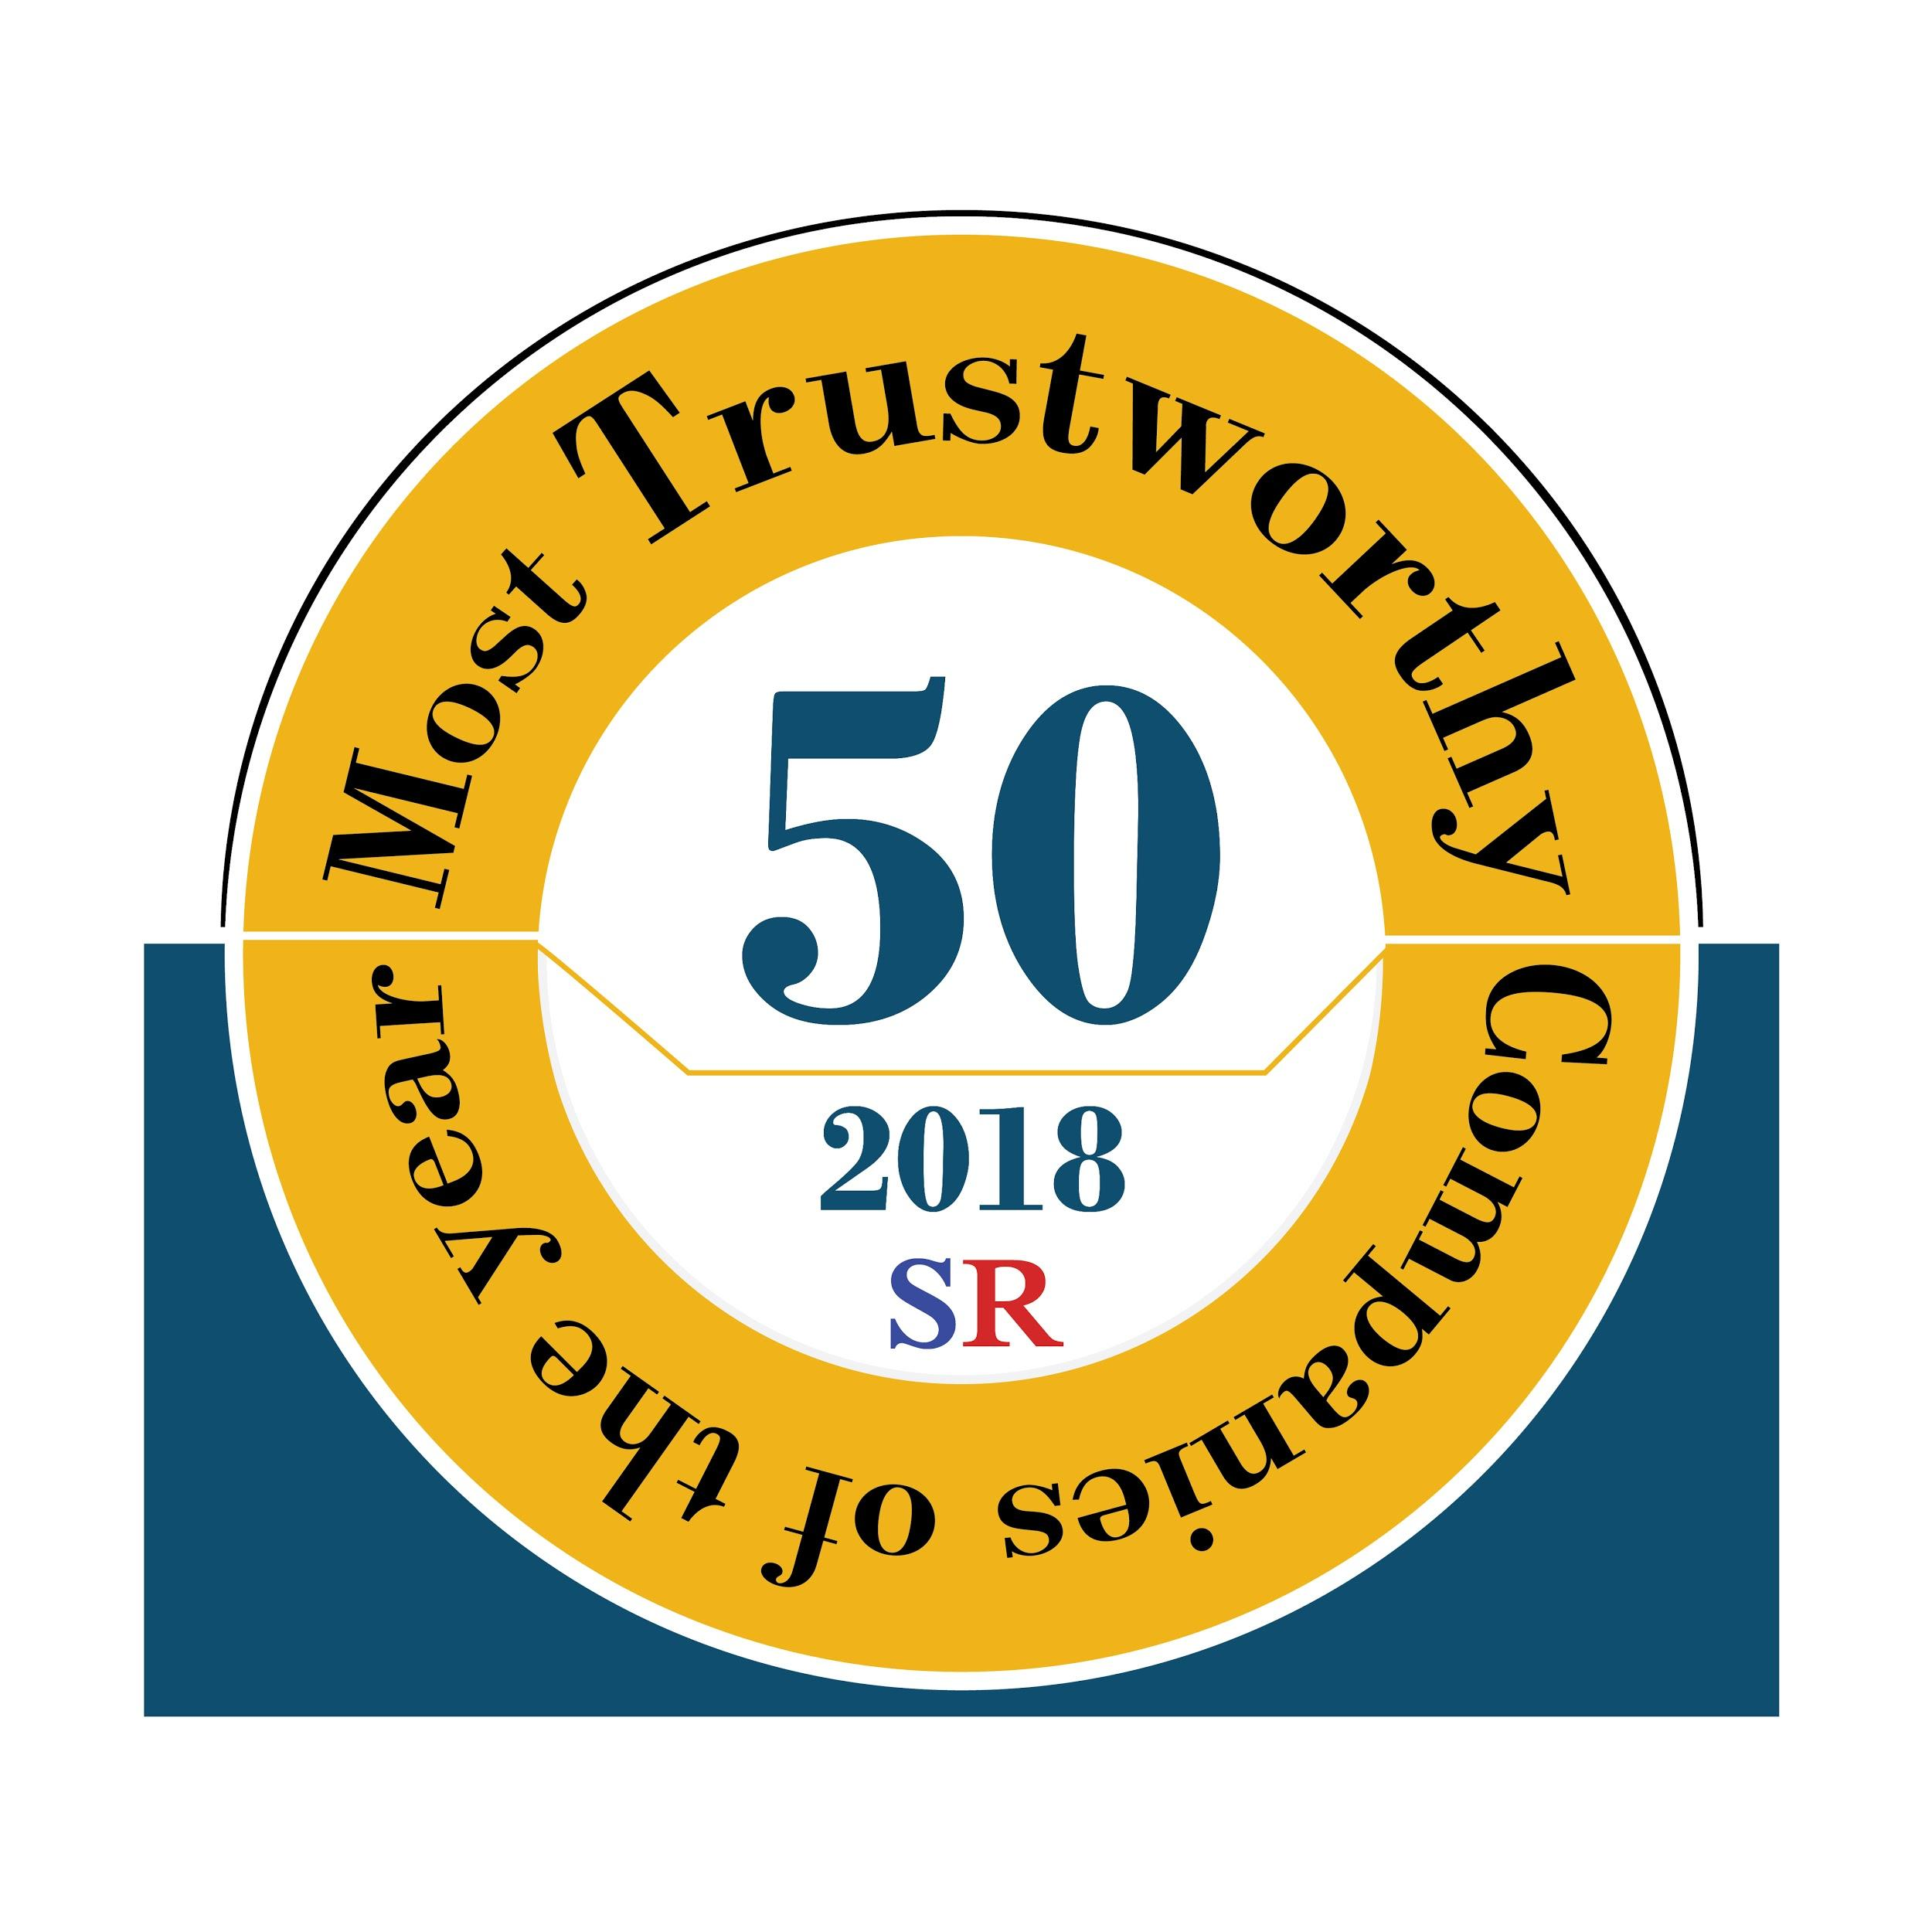 50
Most Trustworthy
Companies of the Year
2018
SR